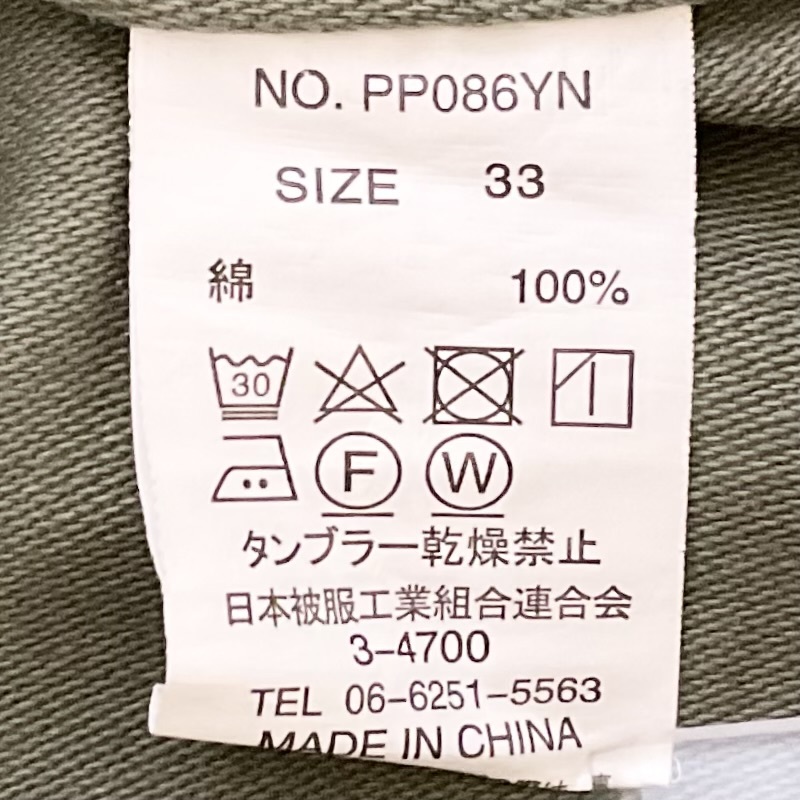 NO. PP086YN
SIZE 33
綿 100%
30
F W
タンブラー乾燥禁止
日本被服工業組合連合会
3-4700
TEL 06-6251-5563
MADE IN CHINA